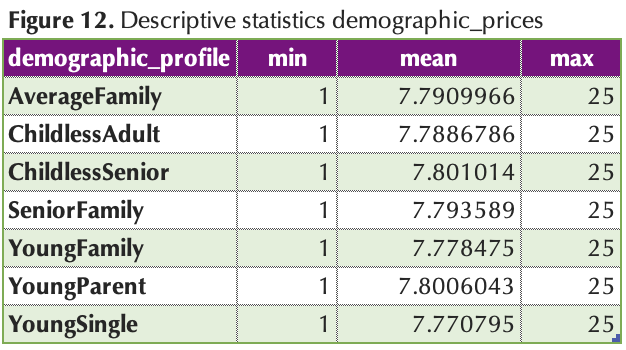 Figure 12. Descriptive statistics demographic_prices
demographic_profile min mean max
AverageFamily 1 7.7909966 25
ChildlessAdult 1 7.7886786 25
ChildlessSenior 1 7.801014 25
SeniorFamily 1 7.793589 25
YoungFamily 1 7.778475 25
YoungParent 1 7.8006043 25
YoungSingle 1 7.770795 25